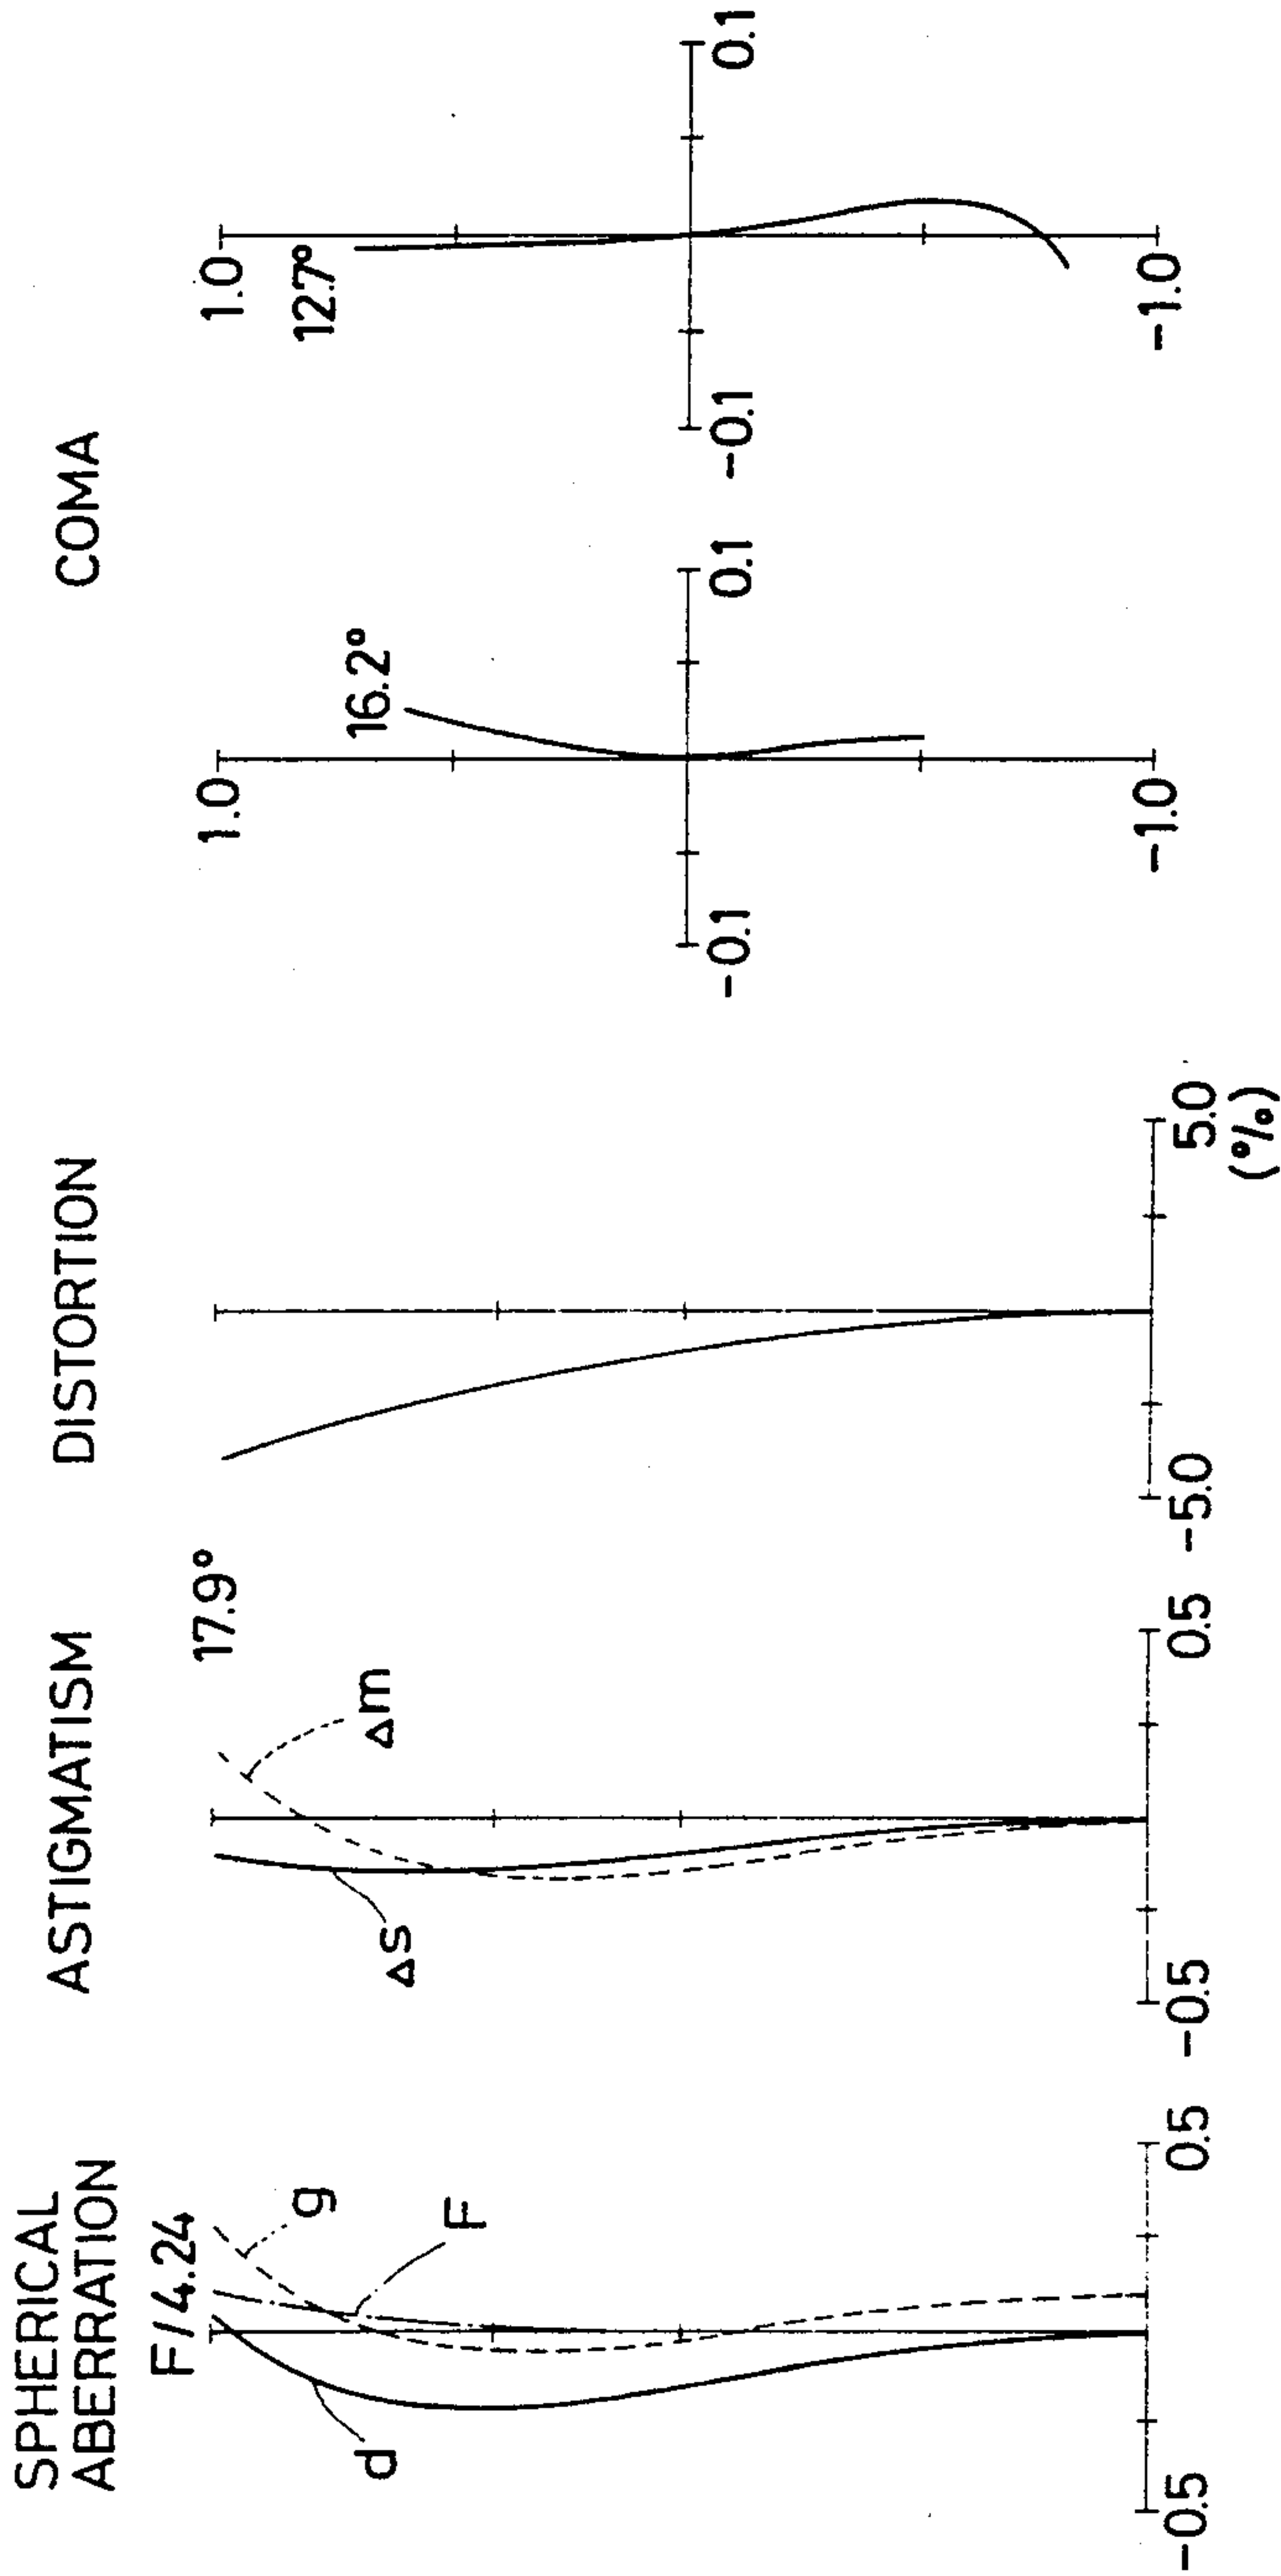 SPHERICAL
ABERRATION
F/4.24
g
F
d
-0.5
0.5
ASTIGMATISM
17.9°
Δm
Δs
-0.5
0.5
DISTORTION
-5.0
5.0
(%)
COMA
1.0
16.2°
-0.1
0.1
-1.0
1.0
12.7°
-0.1
0.1
-1.0